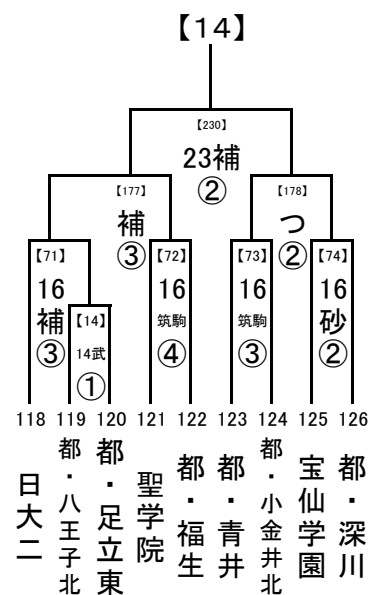 【14】
【230】
23補
②
【177】
補
③
【178】
つ
②
【71】
16
補
③
【14】
14武
①
【72】
16
筑駒
④
【73】
16
筑駒
③
【74】
16
砂
②
118 119 120 121 122 123 124 125 126
日大二
都・八王子北
都・足立東
聖学院
都・福生
都・青井
都・小金井北
宝仙学園
都・深川